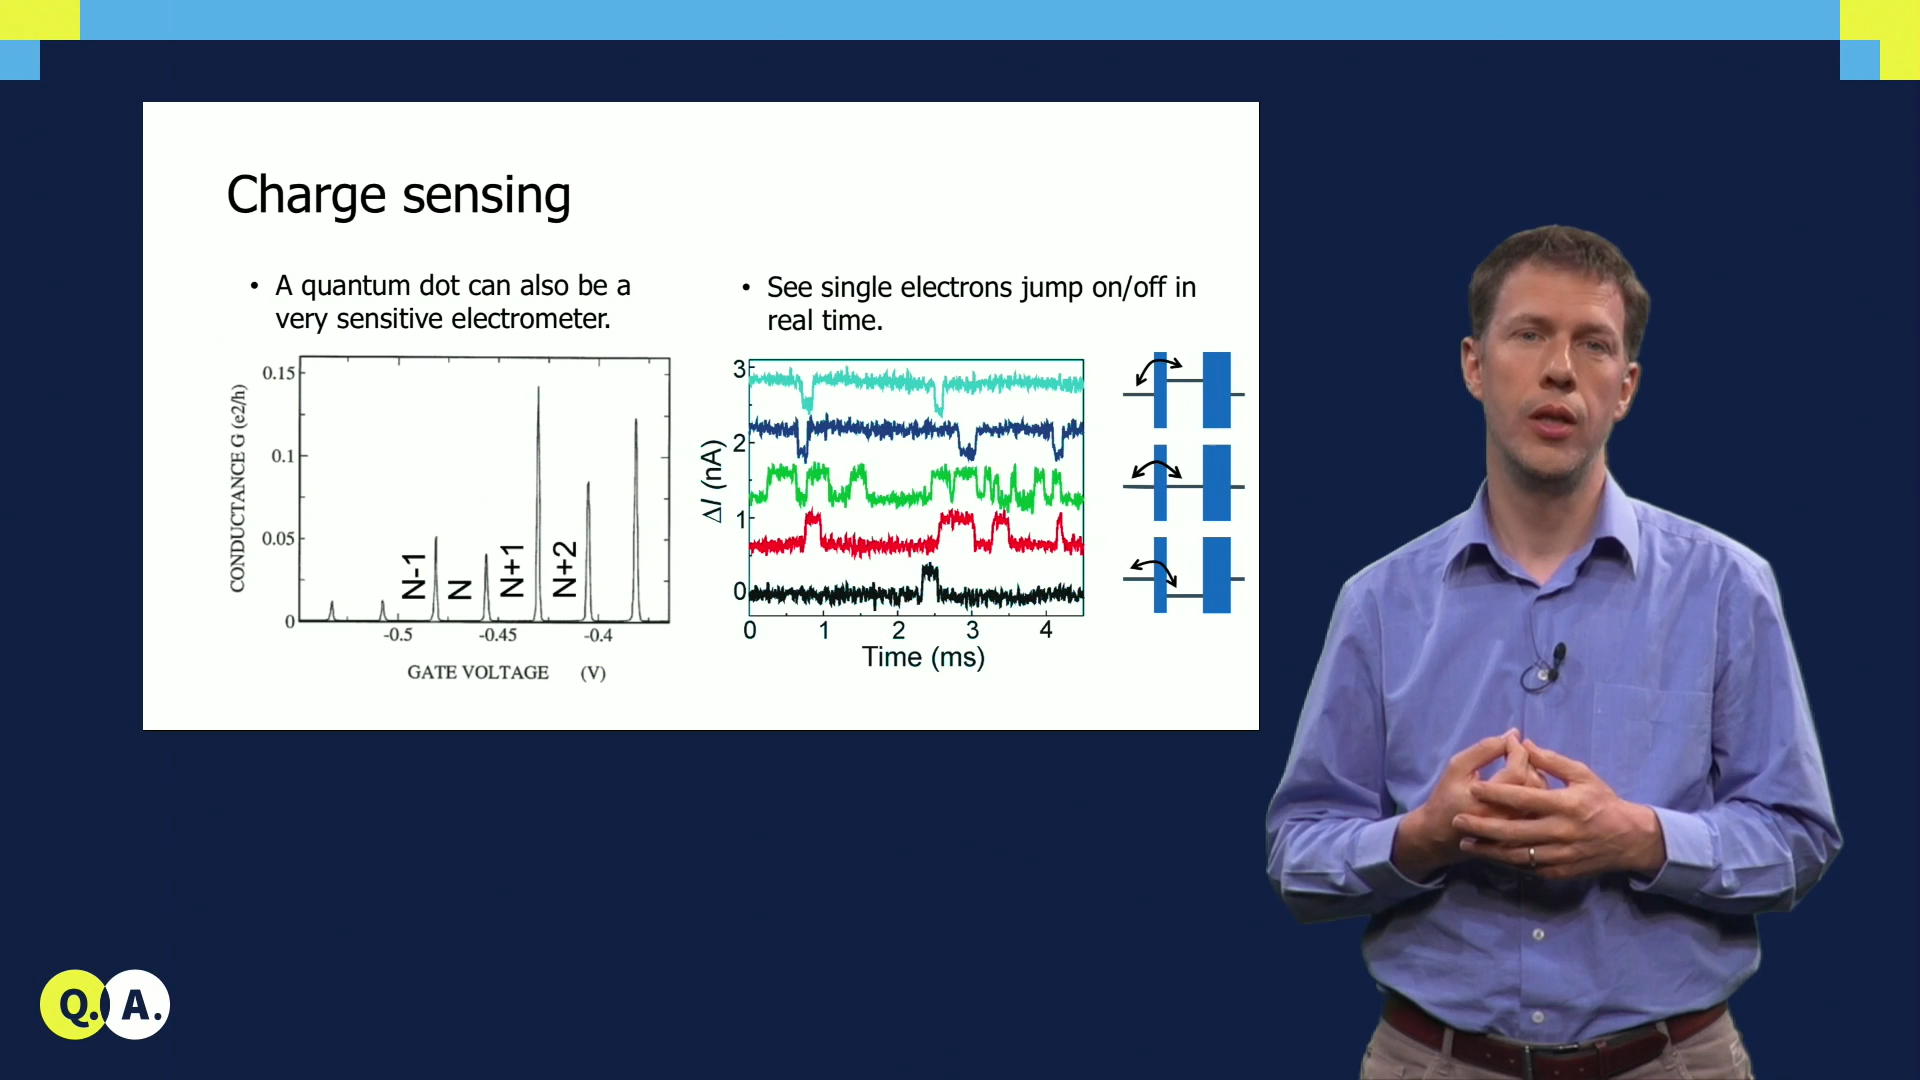 Charge sensing
• A quantum dot can also be a
very sensitive electrometer.
• See single electrons jump on/off in
real time.
CONDUCTANCE G (e2/h)
0.15
0.1
0.05
0
N-1
N
N+1
N+2
-0.5
-0.45
-0.4
GATE VOLTAGE (V)
ΔI (nA)
3
2
1
0
0
1
2
3
4
Time (ms)
Q. A.